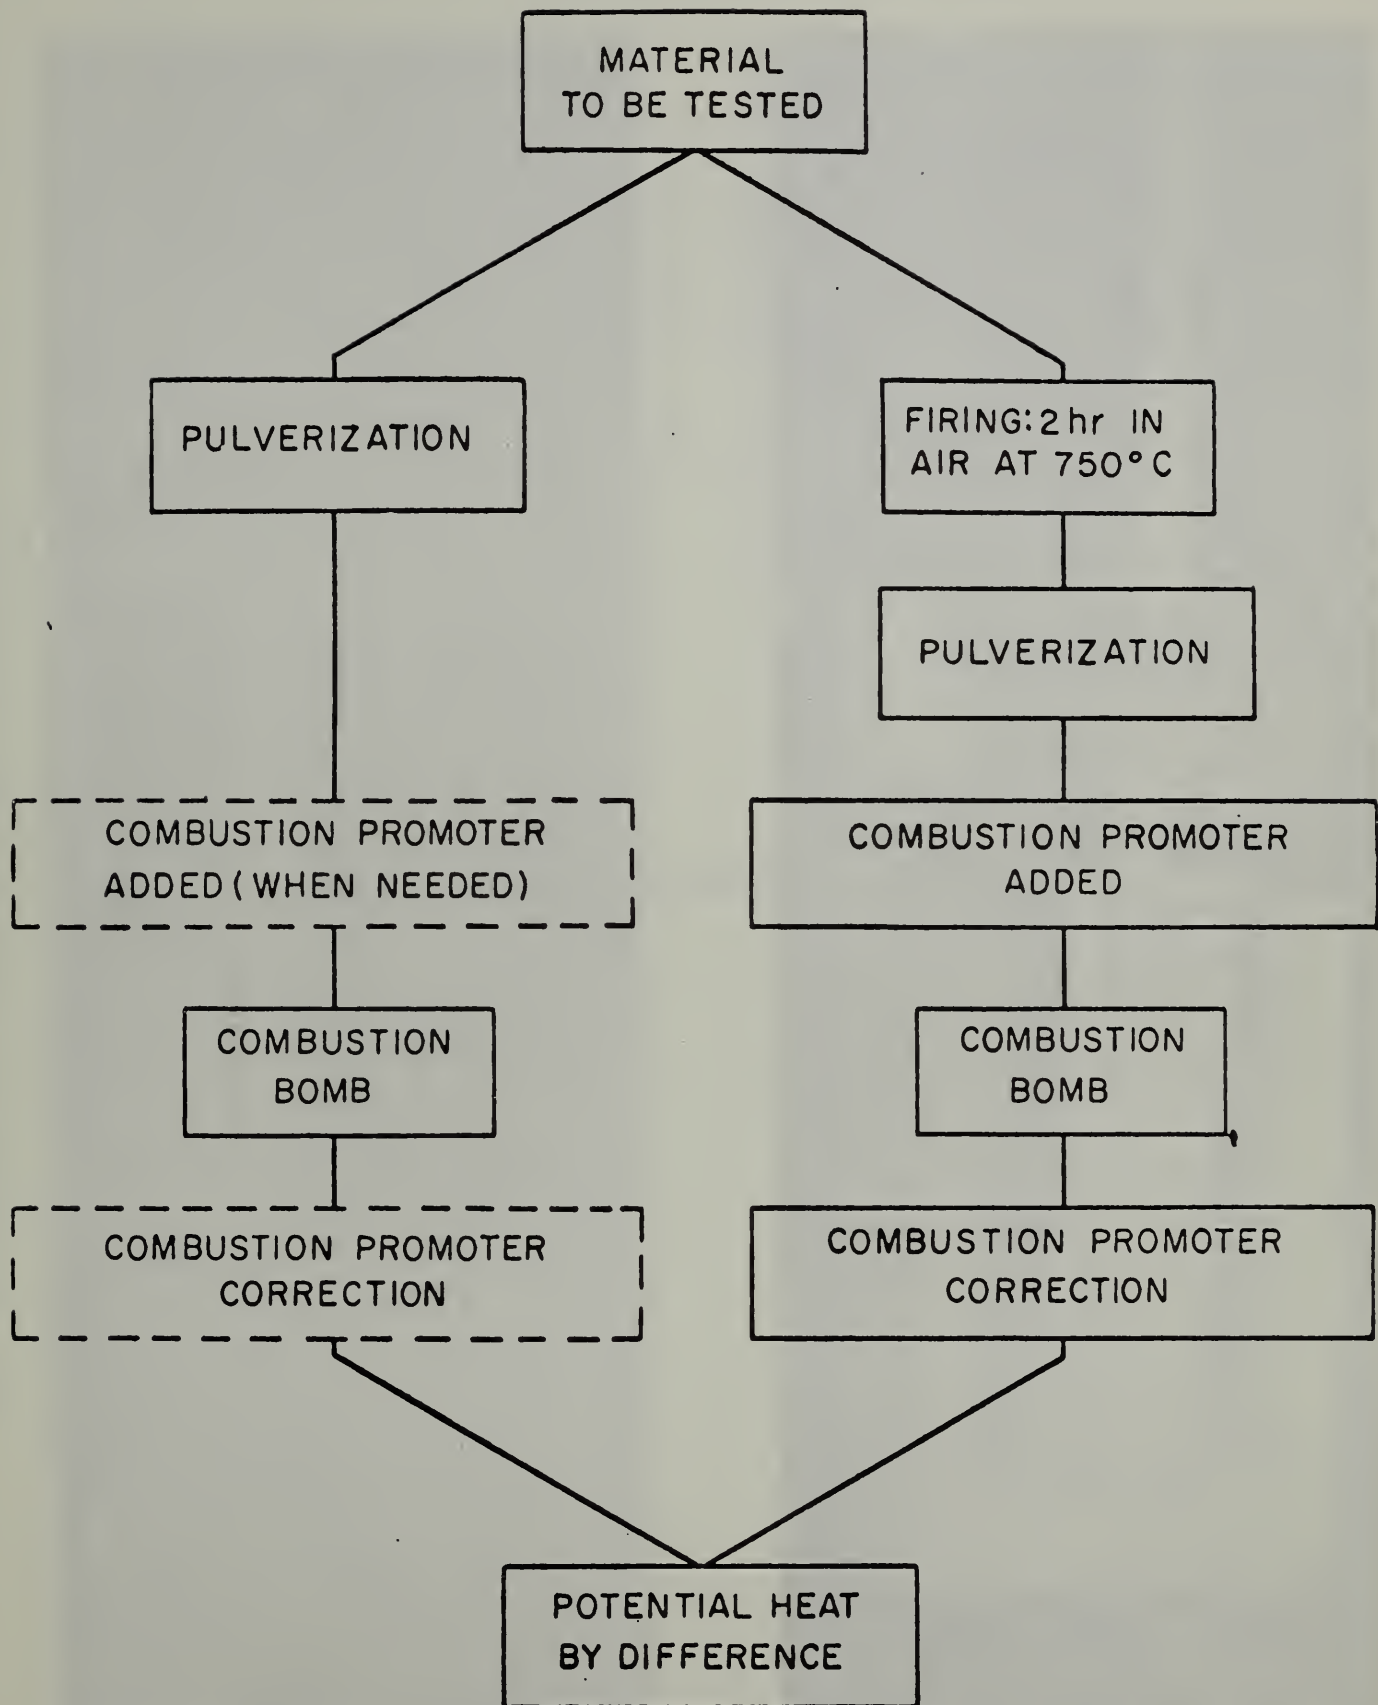 MATERIAL
TO BE TESTED
PULVERIZATION
FIRING: 2 hr IN
AIR AT 750° C
PULVERIZATION
COMBUSTION PROMOTER
ADDED (WHEN NEEDED)
COMBUSTION PROMOTER
ADDED
COMBUSTION
BOMB
COMBUSTION
BOMB
COMBUSTION PROMOTER
CORRECTION
COMBUSTION PROMOTER
CORRECTION
POTENTIAL HEAT
BY DIFFERENCE